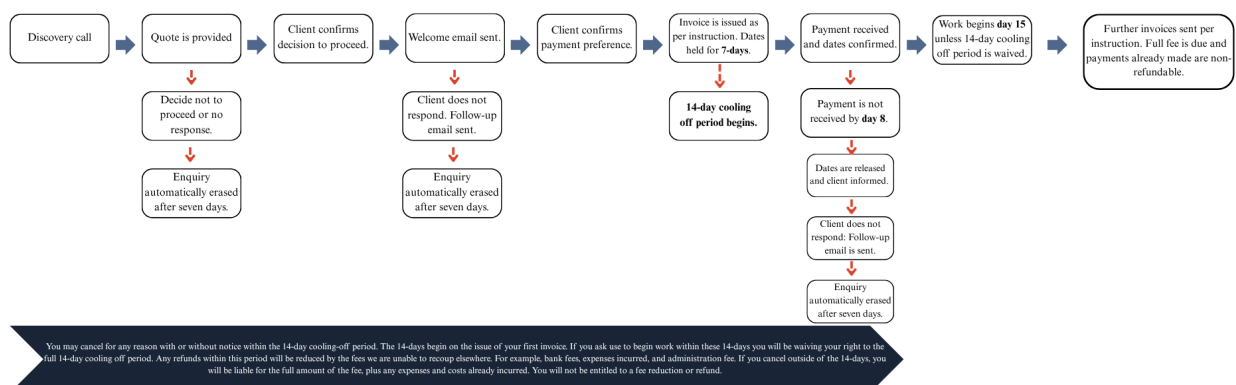 Discovery call
Quote is provided
Client confirms
decision to proceed.
Welcome email sent.
Client confirms
payment preference.
Invoice is issued as
per instruction. Dates
held for 7-days.
Payment received
and dates confirmed.
Work begins day 15
unless 14-day cooling
off period is waived.
Further invoices sent per
instruction. Full fee is due and
payments already made are non-
refundable.
Decide not to
proceed or no
response.
Enquiry
automatically erased
after seven days.
Client does not
respond. Follow-up
email sent.
Enquiry
automatically erased
after seven days.
14-day cooling
off period begins.
Payment is not
received by day 8.
Dates are released
and client informed.
Client does not
respond: Follow-up
email is sent.
Enquiry
automatically erased
after seven days.
You may cancel for any reason with or without notice within the 14-day cooling-off period. The 14-days begin on the issue of your first invoice. If you ask use to begin work within these 14-days you will be waiving your right to the
full 14-day cooling off period. Any refunds within this period will be reduced by the fees we are unable to recoup elsewhere. For example, bank fees, expenses incurred, and administration fee. If you cancel outside of the 14-days, you
will be liable for the full amount of the fee, plus any expenses and costs already incurred. You will not be entitled to a fee reduction or refund.